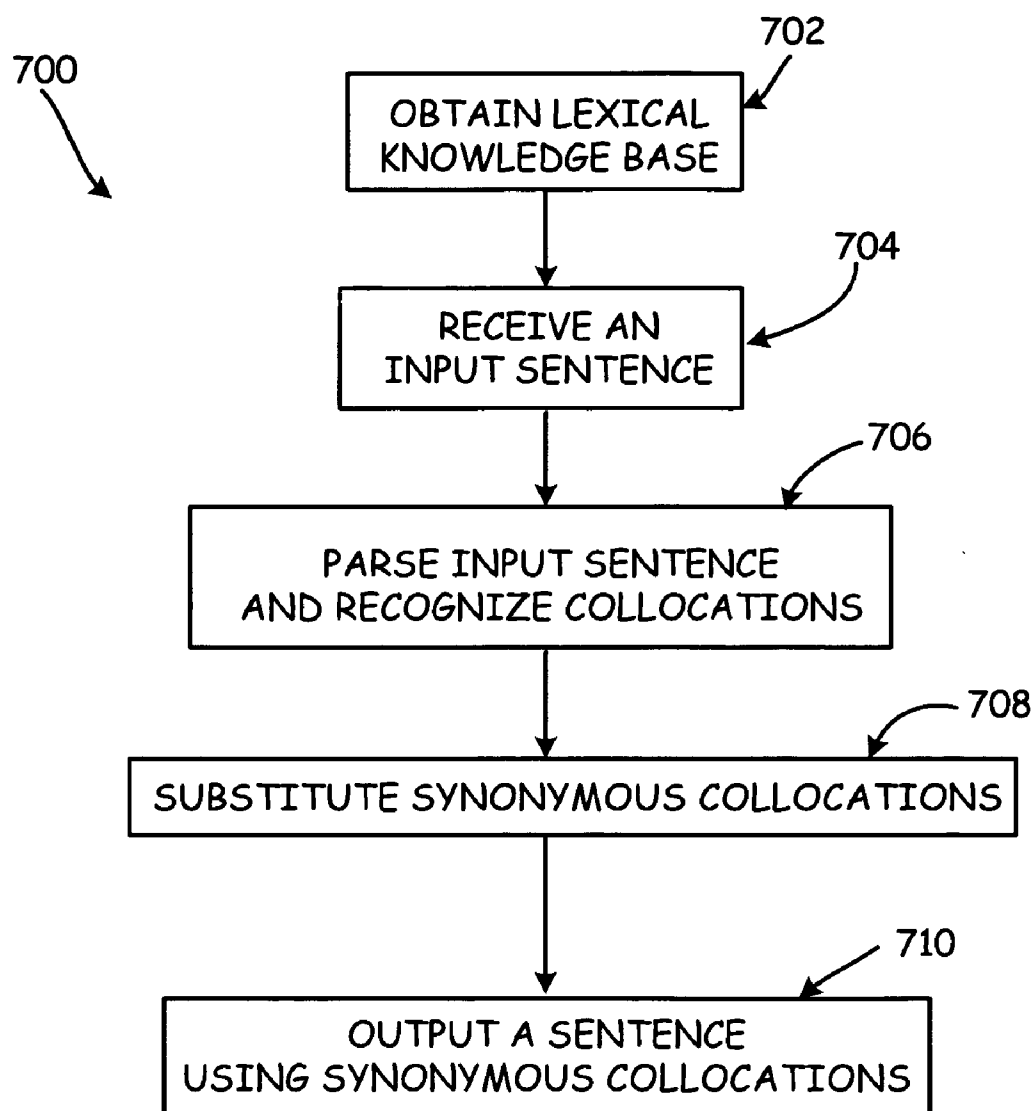 702
700
OBTAIN LEXICAL
KNOWLEDGE BASE
704
RECEIVE AN
INPUT SENTENCE
706
PARSE INPUT SENTENCE
AND RECOGNIZE COLLOCATIONS
708
SUBSTITUTE SYNONYMOUS COLLOCATIONS
710
OUTPUT A SENTENCE
USING SYNONYMOUS COLLOCATIONS